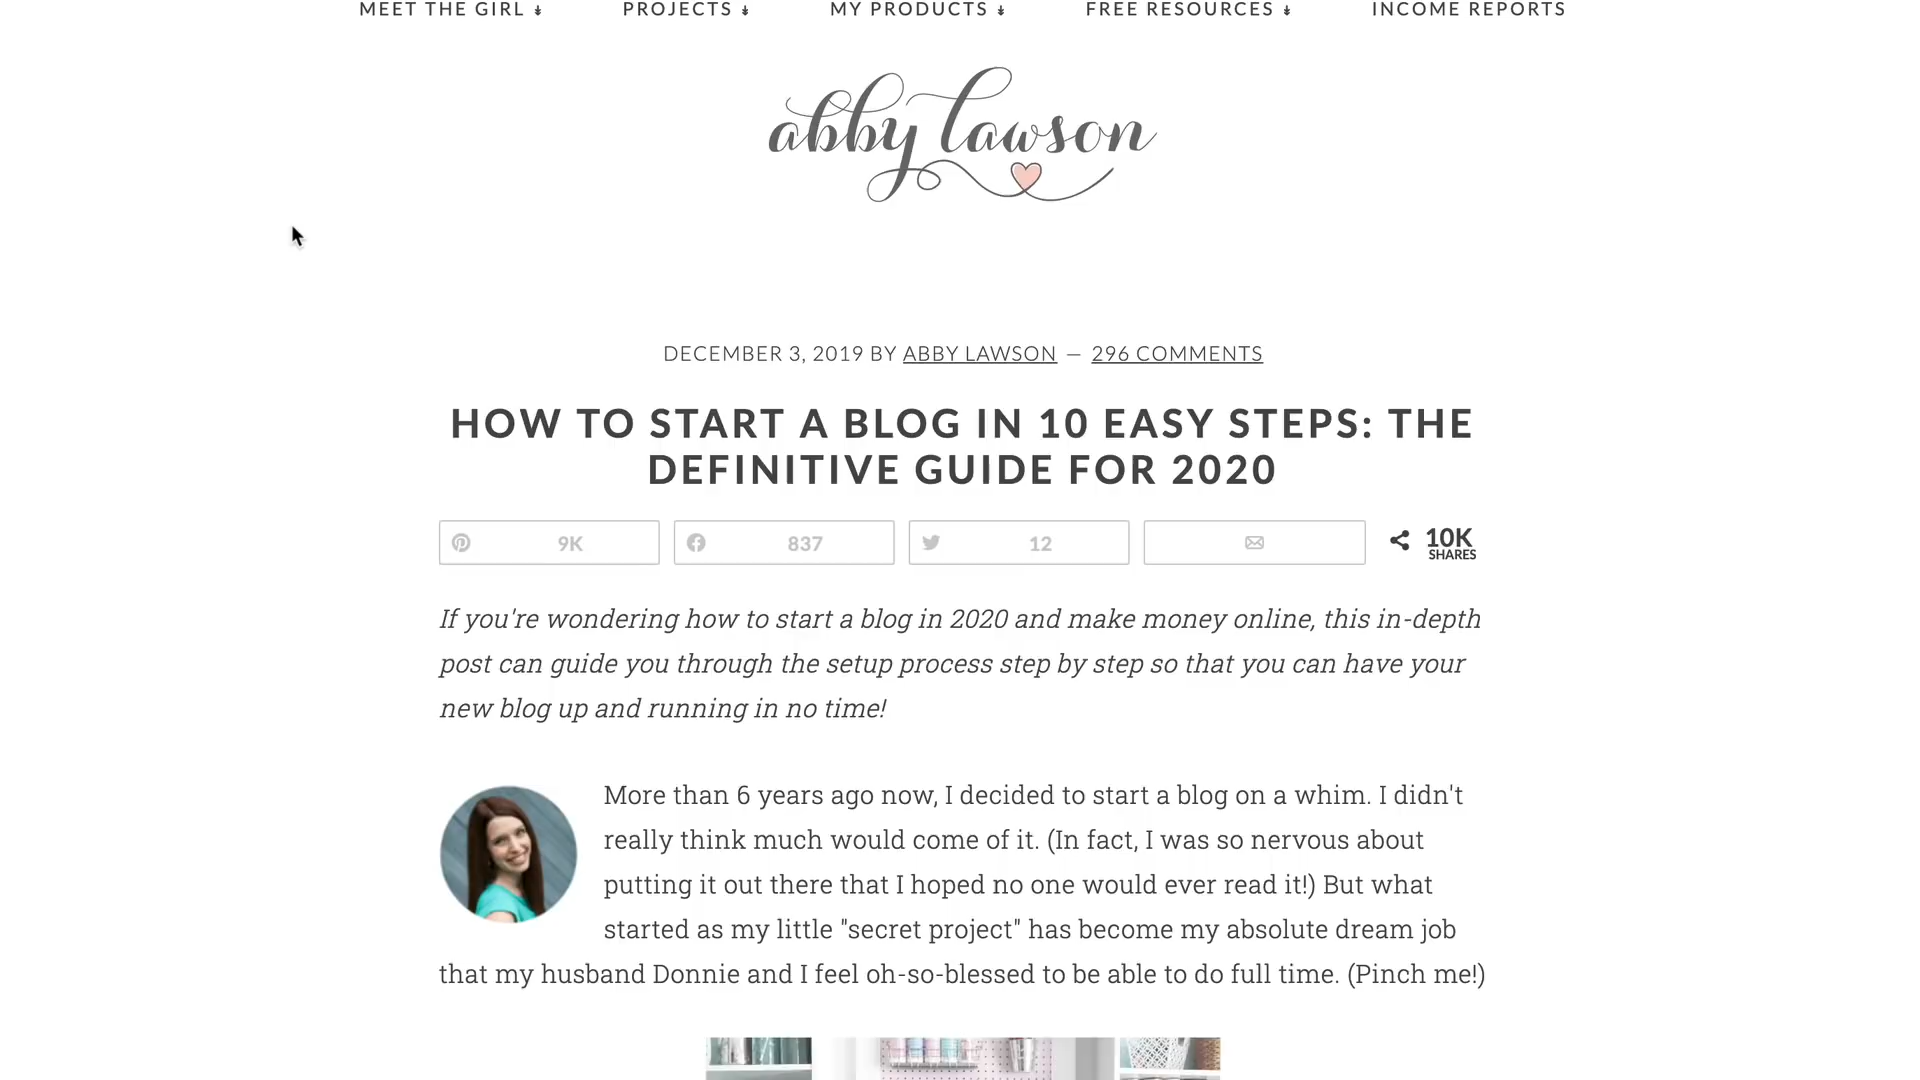 MEET THE GIRL ↡ PROJECTS ↡ MY PRODUCTS ↡ FREE RESOURCES ↡ INCOME REPORTS
abby lawson
DECEMBER 3, 2019 BY ABBY LAWSON — 296 COMMENTS
HOW TO START A BLOG IN 10 EASY STEPS: THE
DEFINITIVE GUIDE FOR 2020
9K 837 12 10K
SHARES
If you're wondering how to start a blog in 2020 and make money online, this in-depth
post can guide you through the setup process step by step so that you can have your
new blog up and running in no time!
More than 6 years ago now, I decided to start a blog on a whim. I didn't
really think much would come of it. (In fact, I was so nervous about
putting it out there that I hoped no one would ever read it!) But what
started as my little "secret project" has become my absolute dream job
that my husband Donnie and I feel oh-so-blessed to be able to do full time. (Pinch me!)